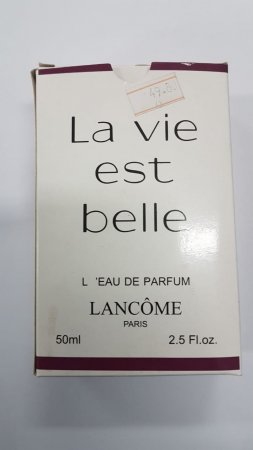 La vie
est
belle
L 'EAU DE PARFUM
LANCÔME
PARIS
50ml 2.5 Fl.oz.